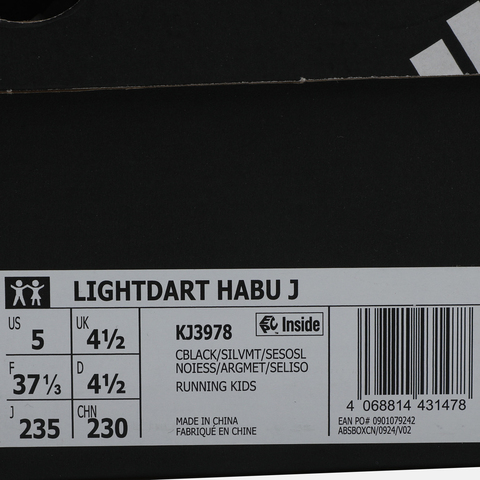 LIGHTDART HABU J
US 5
UK 4½
F 37⅓
D 4½
J 235
CHN 230
KJ3978
Inside
CBLACK/SILVMT/SESOSL
NOIESS/ARGMET/SELISO
RUNNING KIDS
MADE IN CHINA
FABRIQUÉ EN CHINE
4 068814 431478
EAN PO# 0901079242
ABSBOXCN/0924/V02